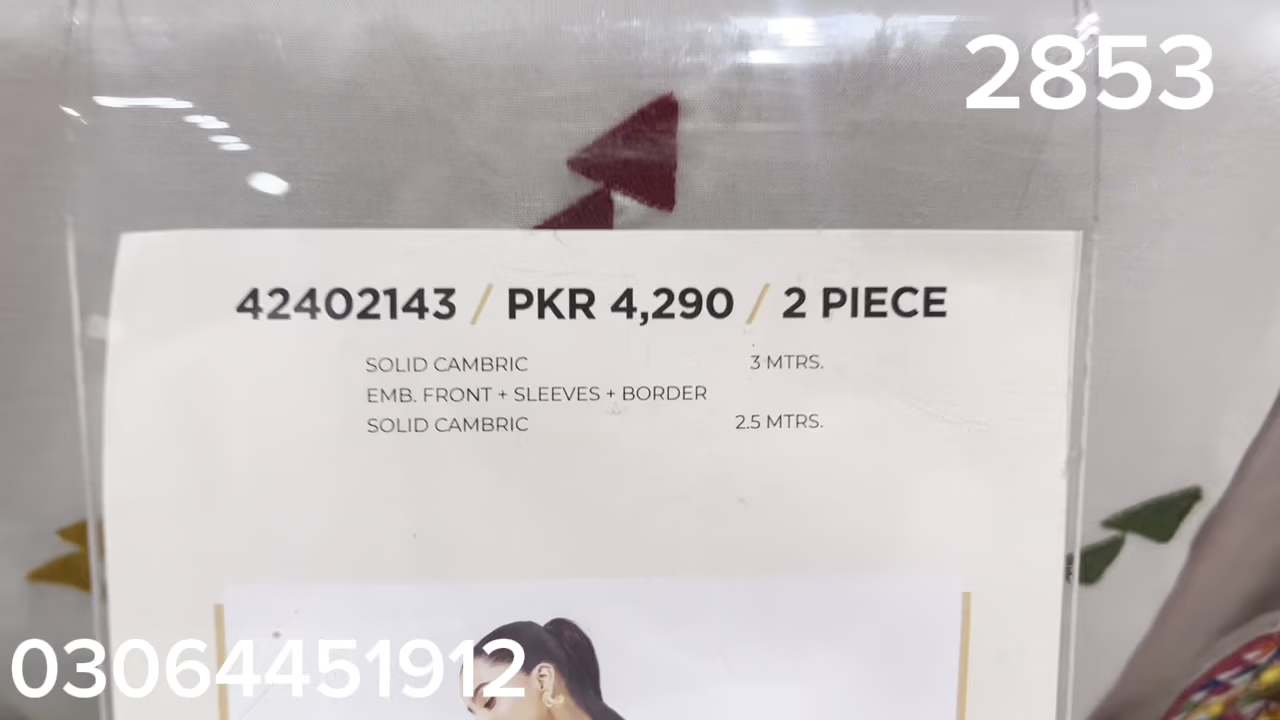 2853
42402143 / PKR 4,290 / 2 PIECE
SOLID CAMBRIC 3 MTRS.
EMB. FRONT + SLEEVES + BORDER
SOLID CAMBRIC 2.5 MTRS.
03064451912